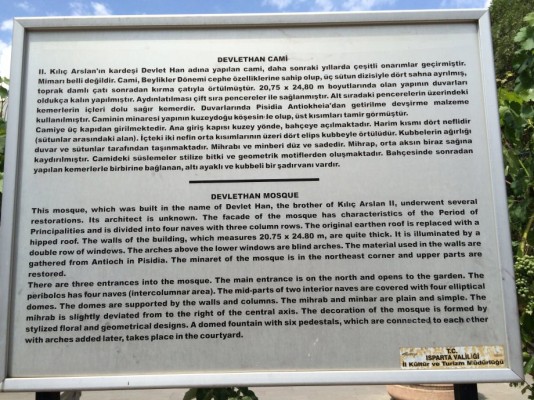 DEVLETHAN CAMİ
II. Kılıç Arslan'ın kardeşi Devlet Han adına yapılan cami, daha sonraki yıllarda çeşitli onarımlar geçirmiştir.
Mimarı belli değildir. Cami, Beylikler Dönemi cephe özelliklerine sahip olup, üç sütun dizisiyle dört sahna ayrılmış,
toprak damlı çatı sonradan kırma çatıyla örtülmüştür. 20,75 x 24,80 m boyutlarında olan yapının duvarları
oldukça kalın yapılmıştır. Aydınlatılması çift sıra pencereler ile sağlanmıştır. Alt sıradaki pencerelerin üzerindeki
kemerlerin içleri dolu sağır kemerdir. Duvarlarında Pisidia Antiokheia'dan getirilme devşirme malzeme
kullanılmıştır. Caminin minaresi yapının kuzeydoğu köşesin-le olup, üst kısımları tamir görmüştür.
Camiye üç kapıdan girilmektedir. Ana giriş kapısı kuzey yönde, bahçeye açılmaktadır. Harim kısmı dört neflidir
(sütunlar arasındaki alan). İçteki iki nefin orta kısımlarının üzeri dört elips kubbeyle örtülüdür. Kubbelerin ağırlığı
duvar ve sütunlar tarafından taşınmaktadır. Mihrabı ve minberi düz ve sadedir. Mihrap, orta aksın biraz sağına
kaydırılmıştır. Camideki süslemeler stilize bitki ve geometrik motiflerden oluşmaktadır. Bahçesinde sonradan
yapılan kemerlerle birbirine bağlanan, altı ayaklı ve kubbeli bir şadırvanı vardır.
DEVLETHAN MOSQUE
This mosque, which was built in the name of Devlet Han, the brother of Kılıç Arslan II, underwent several
restorations. Its architect is unknown. The facade of the mosque has characteristics of the Period of
Principalities and is divided into four naves with three column rows. The original earthen roof is replaced with a
hipped roof. The walls of the building, which measures 20.75 x 24.80 m, are quite thick. It is illuminated by a
double row of windows. The arches above the lower windows are blind arches. The material used in the walls are
gathered from Antioch in Pisidia. The minaret of the mosque is in the northeast corner and upper parts are
restored.
There are three entrances into the mosque. The main entrance is on the north and opens to the garden. The
peribolos has four naves (intercolumnar area). The mid-parts of two interior naves are covered with four elliptical
domes. The domes are supported by the walls and columns. The mihrab and minbar are plain and simple. The
mihrab is slightly deviated from to the right of the central axis. The decoration of the mosque is formed by
stylized floral and geometrical designs. A domed fountain with six pedestals, which are connected to each other
with arches added later, takes place in the courtyard.
T.C.
ISPARTA VALİLİĞİ
İl Kültür ve Turizm Müdürlüğü